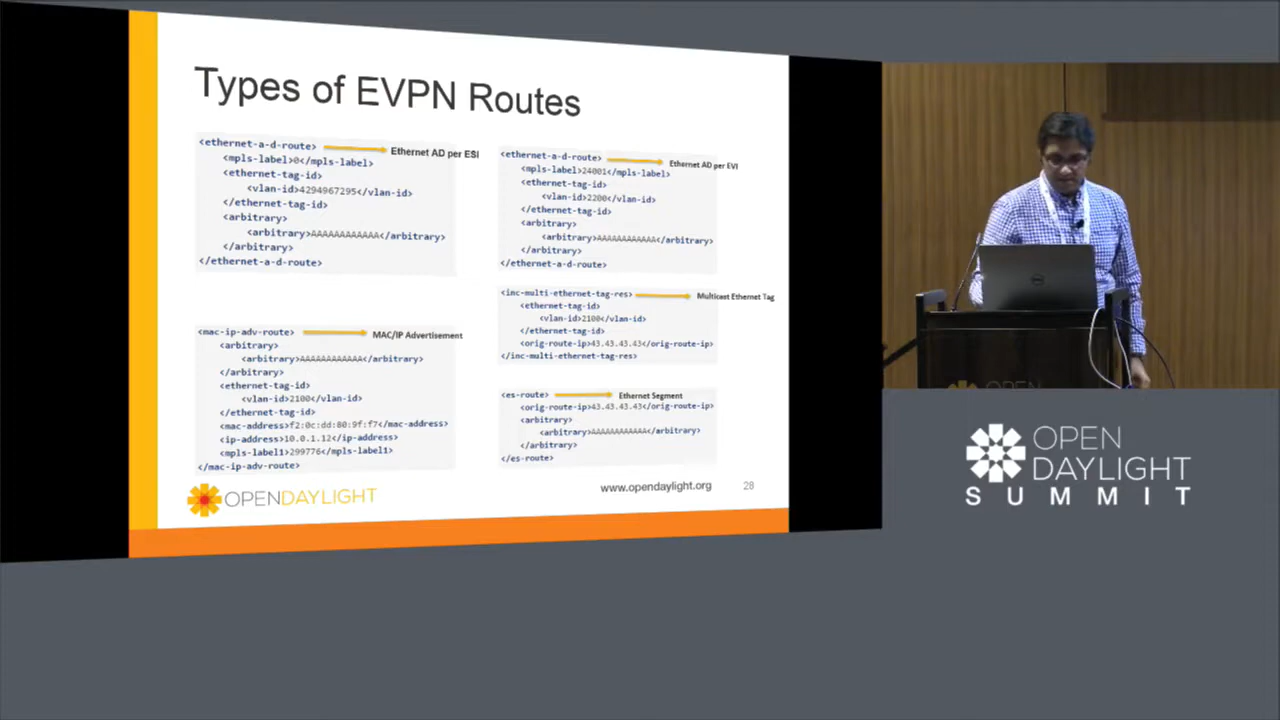 Types of EVPN Routes
<ethernet-a-d-route> Ethernet AD per ESI
<mpls-label>0</mpls-label>
<ethernet-tag-id>
<vlan-id>4294967295</vlan-id>
</ethernet-tag-id>
<arbitrary>
<arbitrary>AAAAAAAAAAAA</arbitrary>
</arbitrary>
</ethernet-a-d-route>
<mac-ip-adv-route> MAC/IP Advertisement
<arbitrary>
<arbitrary>AAAAAAAAAAAA</arbitrary>
</arbitrary>
<ethernet-tag-id>
<vlan-id>2100</vlan-id>
</ethernet-tag-id>
<mac-address>f2:0c:dd:80:9f:f7</mac-address>
<ip-address>10.0.1.12</ip-address>
<mpls-label1>299776</mpls-label1>
</mac-ip-adv-route>
<ethernet-a-d-route> Ethernet AD per EVI
<mpls-label>24001</mpls-label>
<ethernet-tag-id>
<vlan-id>2200</vlan-id>
</ethernet-tag-id>
<arbitrary>
<arbitrary>AAAAAAAAAAAA</arbitrary>
</arbitrary>
</ethernet-a-d-route>
<inc-multi-ethernet-tag-res> Multicast Ethernet Tag
<ethernet-tag-id>
<vlan-id>2100</vlan-id>
</ethernet-tag-id>
<orig-route-ip>43.43.43.43</orig-route-ip>
</inc-multi-ethernet-tag-res>
<es-route> Ethernet Segment
<orig-route-ip>43.43.43.43</orig-route-ip>
<arbitrary>
<arbitrary>AAAAAAAAAAAA</arbitrary>
</arbitrary>
</es-route>
OPENDAYLIGHT
www.opendaylight.org 28
DELL
OPEN
OPEN
DAYLIGHT
SUMMIT